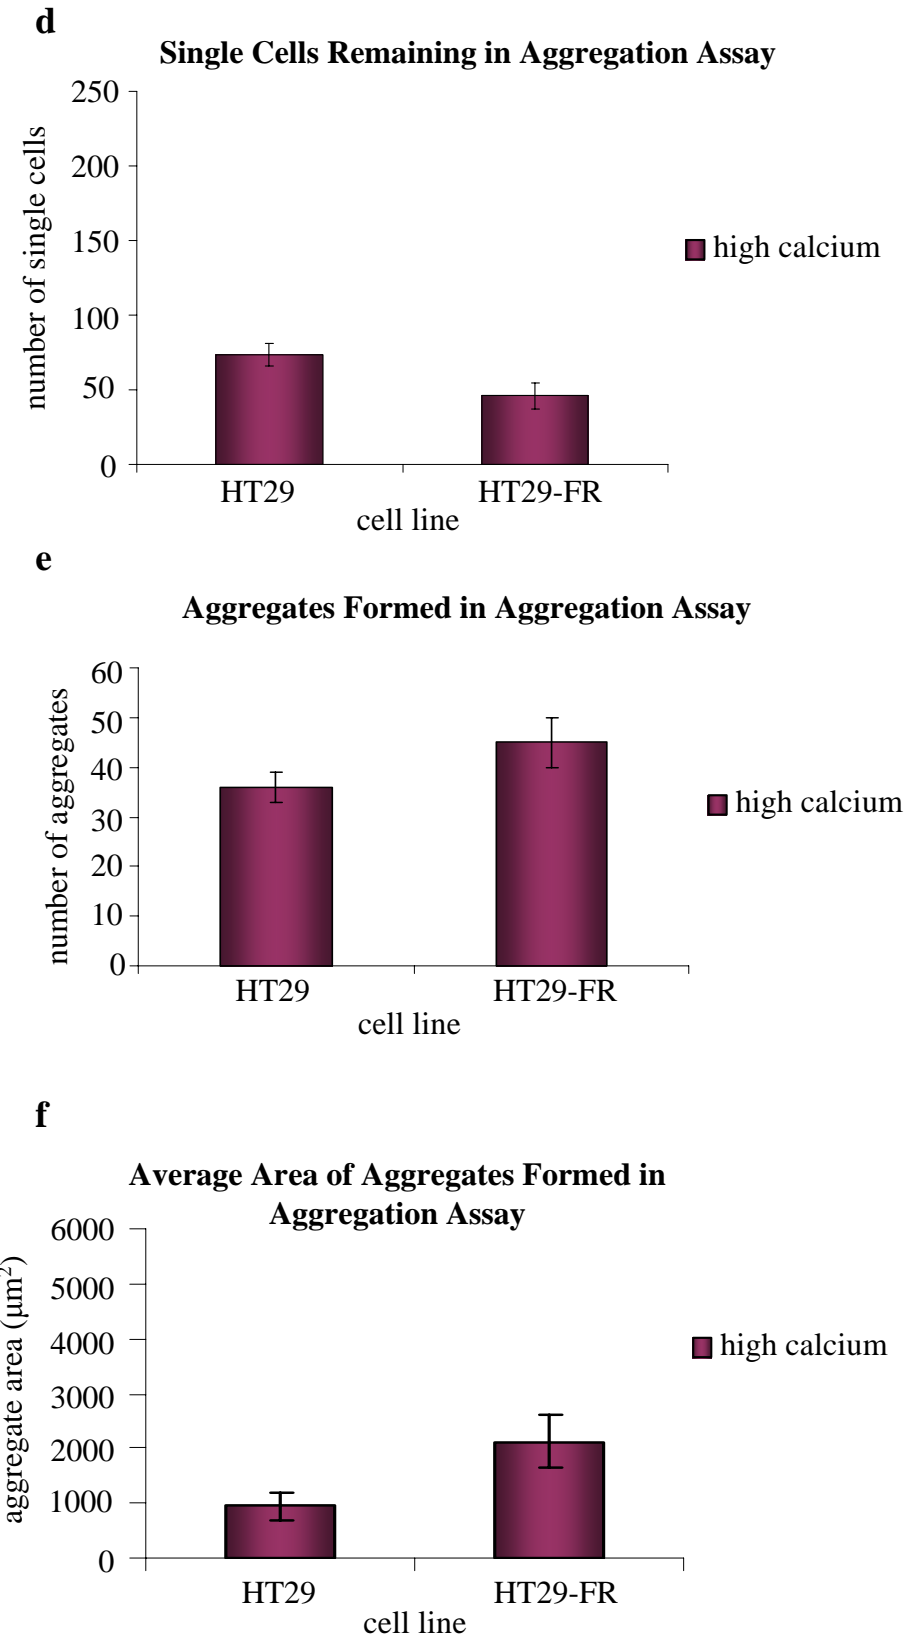 d
Single Cells Remaining in Aggregation Assay
250
200
150
100
50
0
number of single cells
HT29
HT29-FR
cell line
high calcium
e
Aggregates Formed in Aggregation Assay
60
50
40
30
20
10
0
number of aggregates
HT29
HT29-FR
cell line
high calcium
f
Average Area of Aggregates Formed in
Aggregation Assay
6000
5000
4000
3000
2000
1000
0
aggregate area (µm²)
HT29
HT29-FR
cell line
high calcium